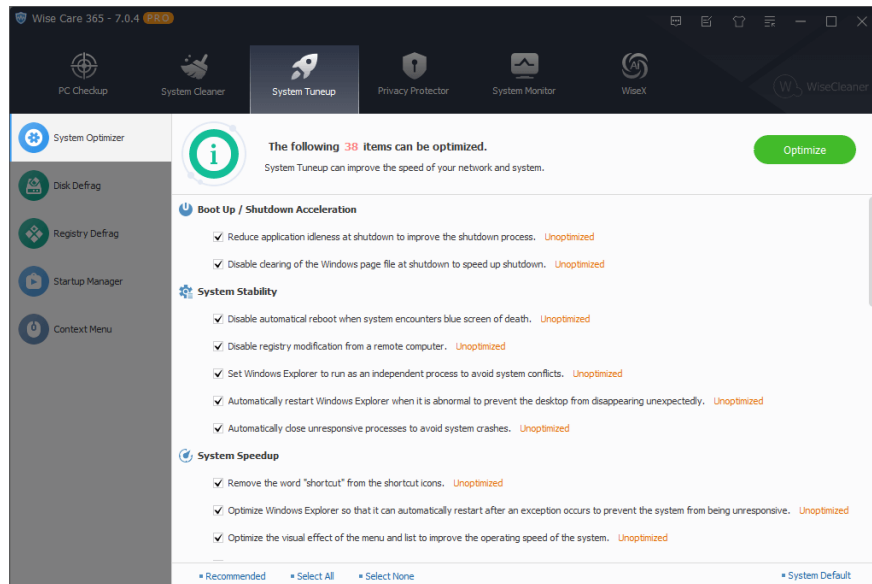 Wise Care 365 - 7.0.4 PRO
PC Checkup
System Cleaner
System Tuneup
Privacy Protector
System Monitor
AI
WiseX
W WiseCleaner
System Optimizer
Disk Defrag
Registry Defrag
Startup Manager
Context Menu
The following 38 items can be optimized.
System Tuneup can improve the speed of your network and system.
Optimize
Boot Up / Shutdown Acceleration
Reduce application idleness at shutdown to improve the shutdown process. Unoptimized
Disable clearing of the Windows page file at shutdown to speed up shutdown. Unoptimized
System Stability
Disable automatical reboot when system encounters blue screen of death. Unoptimized
Disable registry modification from a remote computer. Unoptimized
Set Windows Explorer to run as an independent process to avoid system conflicts. Unoptimized
Automatically restart Windows Explorer when it is abnormal to prevent the desktop from disappearing unexpectedly. Unoptimized
Automatically close unresponsive processes to avoid system crashes. Unoptimized
System Speedup
Remove the word "shortcut" from the shortcut icons. Unoptimized
Optimize Windows Explorer so that it can automatically restart after an exception occurs to prevent the system from being unresponsive. Unoptimized
Optimize the visual effect of the menu and list to improve the operating speed of the system. Unoptimized
Recommended Select All Select None System Default